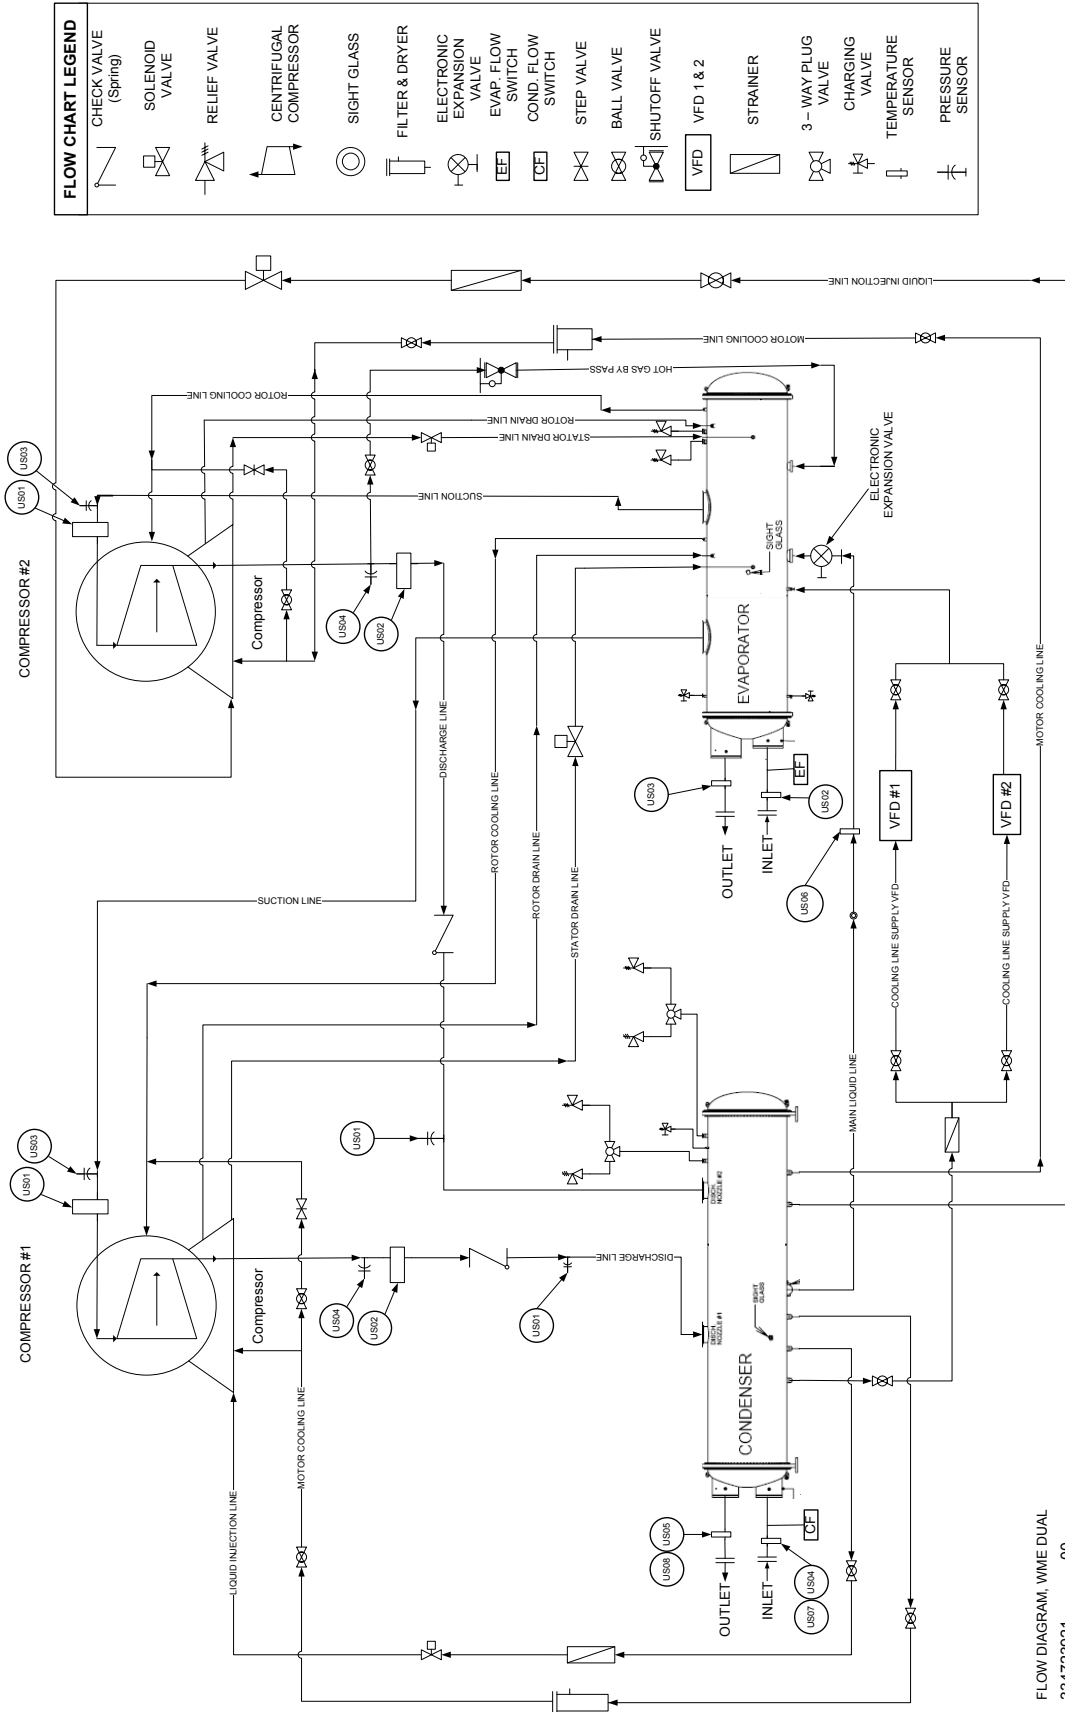 FLOW CHART LEGEND
CHECK VALVE
(Spring)
SOLENOID
VALVE
RELIEF VALVE
CENTRIFUGAL
COMPRESSOR
SIGHT GLASS
FILTER & DRYER
ELECTRONIC
EXPANSION
VALVE
EF
EVAP. FLOW
SWITCH
CF
COND. FLOW
SWITCH
STEP VALVE
BALL VALVE
SHUTOFF VALVE
VFD
VFD 1 & 2
STRAINER
3 – WAY PLUG
VALVE
CHARGING
VALVE
TEMPERATURE
SENSOR
PRESSURE
SENSOR
COMPRESSOR #1
US01
US03
Compressor
US04
US02
US01
DISCHARGE LINE
LIQUID INJECTION LINE
MOTOR COOLING LINE
SUCTION LINE
COMPRESSOR #2
US01
US03
Compressor
US04
US02
DISCHARGE LINE
US01
SUCTION LINE
ROTOR COOLING LINE
ROTOR DRAIN LINE
STATOR DRAIN LINE
HOT GAS BY PASS
MOTOR COOLING LINE
LIQUID INJECTION LINE
ROTOR COOLING LINE
ROTOR DRAIN LINE
STATOR DRAIN LINE
CONDENSER
DISCH.
NOZZLE #1
DISCH.
NOZZLE #2
SIGHT
GLASS
US08
US05
OUTLET
INLET
US07
US04
CF
EVAPORATOR
SIGHT
GLASS
US03
OUTLET
INLET
US02
EF
ELECTRONIC
EXPANSION VALVE
MAIN LIQUID LINE
US06
COOLING LINE SUPPLY VFD
VFD #1
COOLING LINE SUPPLY VFD
VFD #2
MOTOR COOLING LINE
FLOW DIAGRAM, WME DUAL